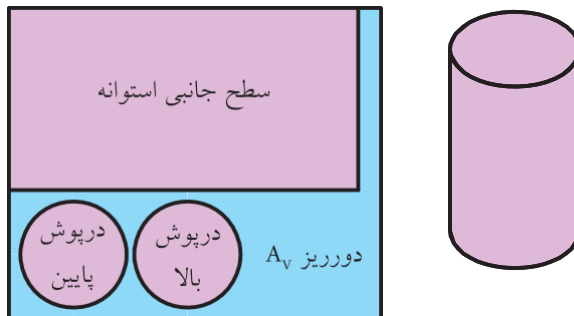 سطح جانبی استوانه
درپوش
پایین
درپوش
بالا
دورریز A_V